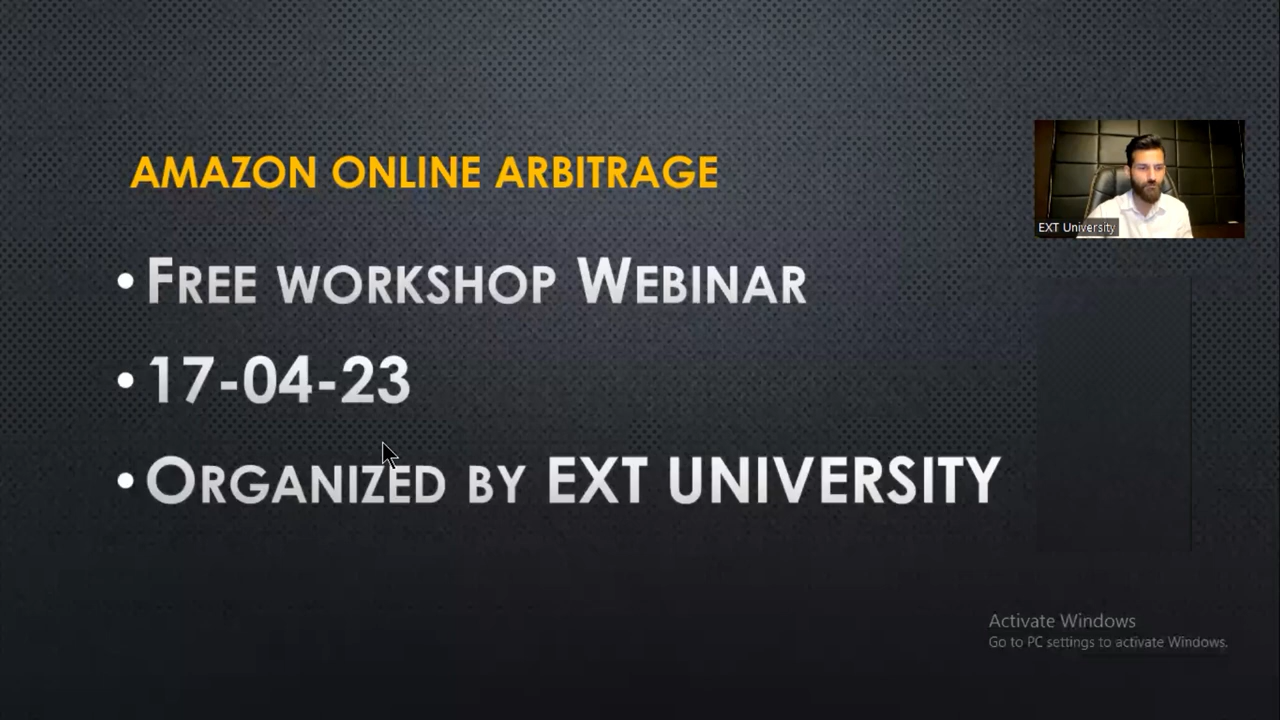 AMAZON ONLINE ARBITRAGE
• FREE WORKSHOP WEBINAR
• 17-04-23
• ORGANIZED BY EXT UNIVERSITY
EXT University
Activate Windows
Go to PC settings to activate Windows.